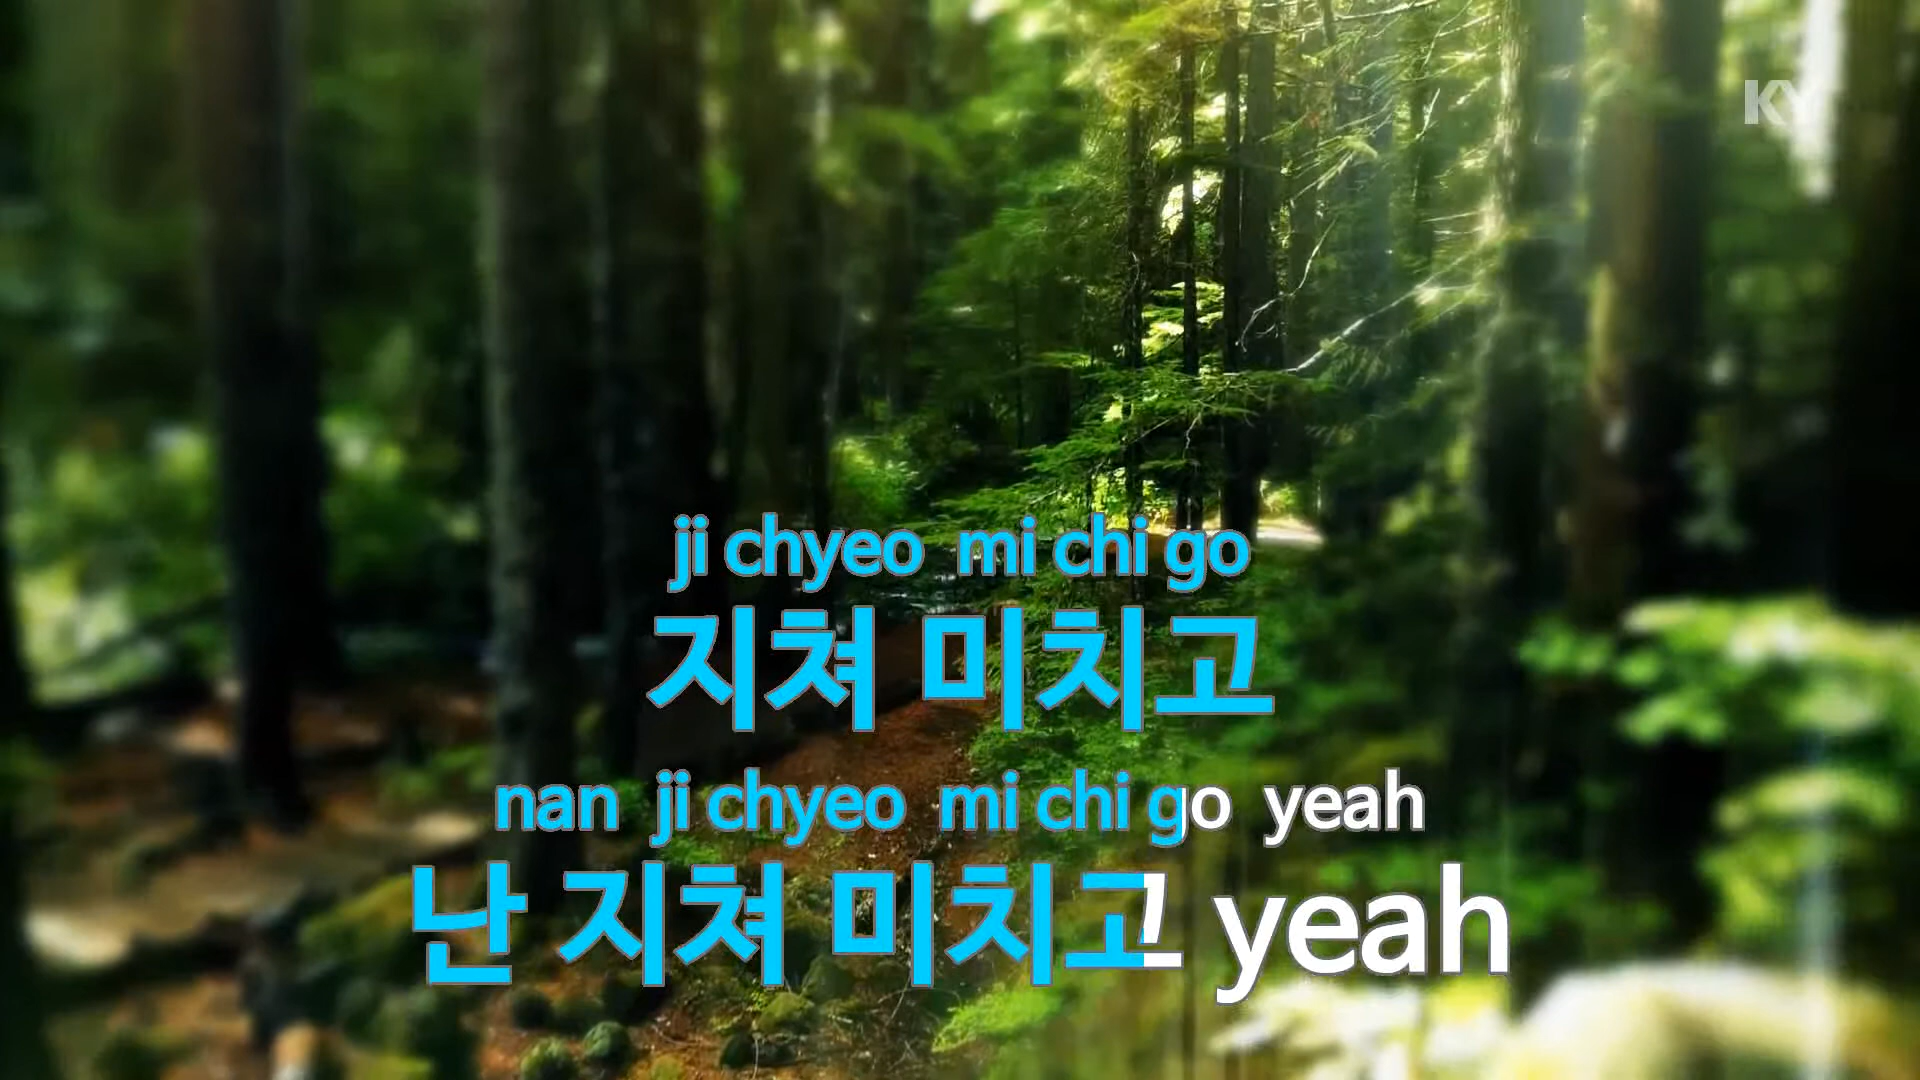 KY
ji chyeo mi chi go
지쳐 미치고
nan ji chyeo mi chi go yeah
난 지쳐 미치고 yeah